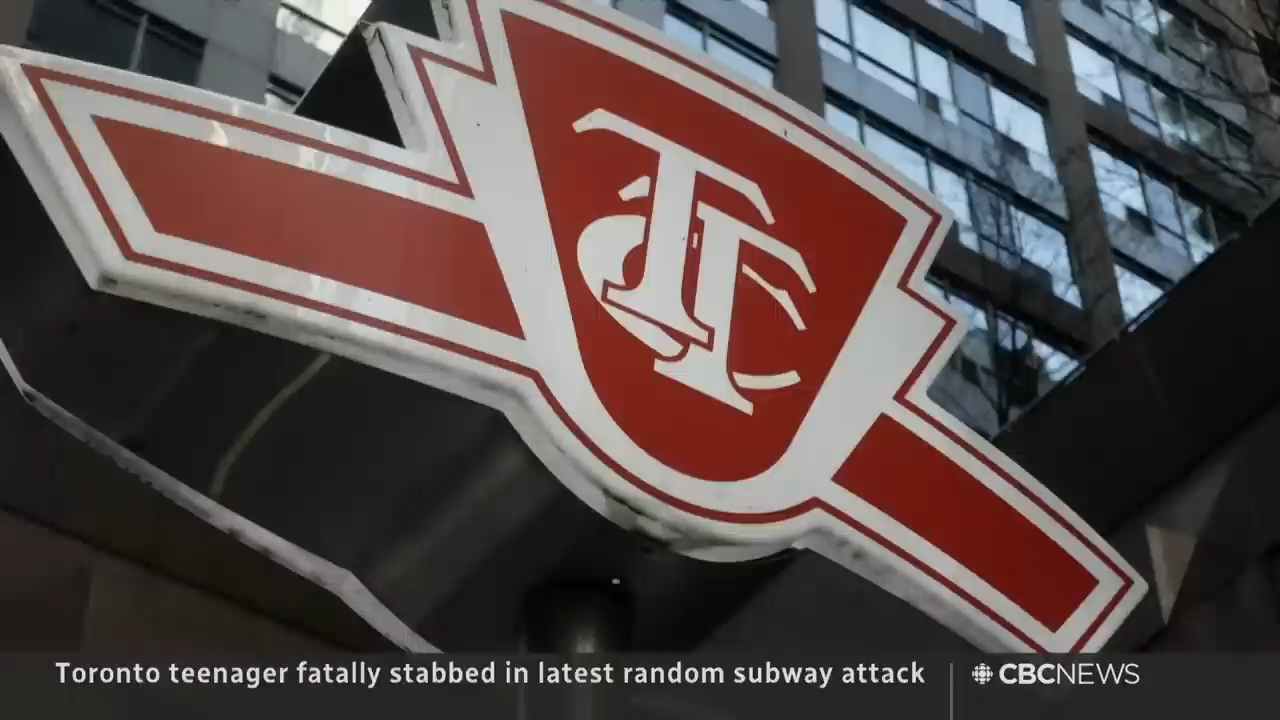 TTC
Toronto teenager fatally stabbed in latest random subway attack
CBCNEWS